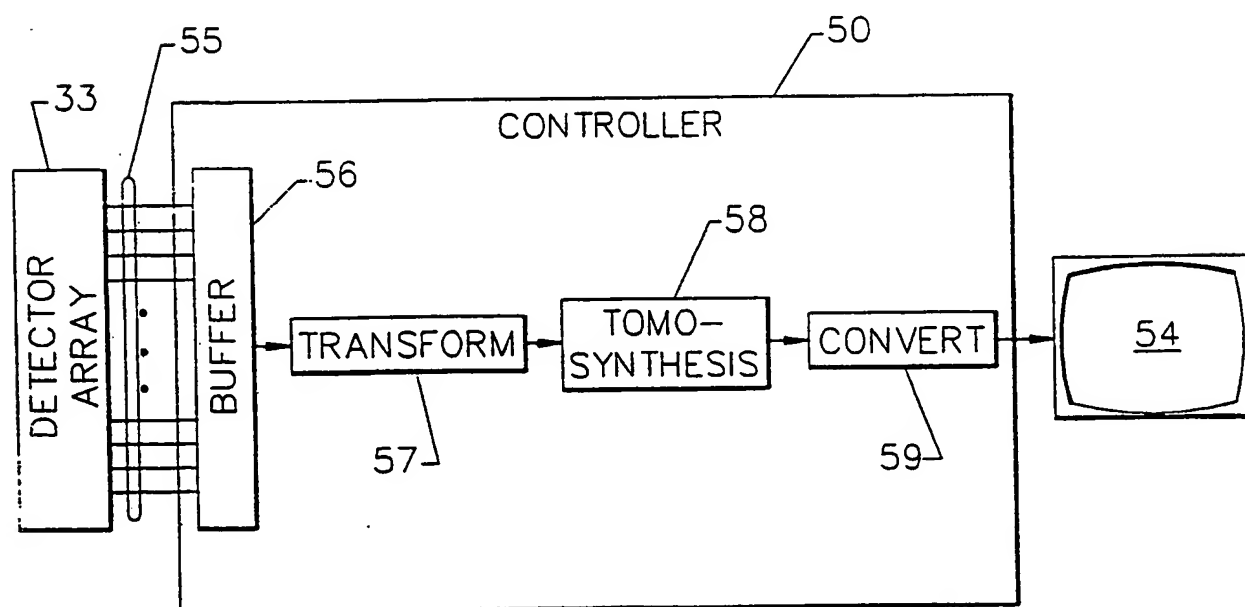 55
50
33
CONTROLLER
56
58
DETECTOR
ARRAY
BUFFER
TRANSFORM
TOMO-
SYNTHESIS
CONVERT
54
57
59